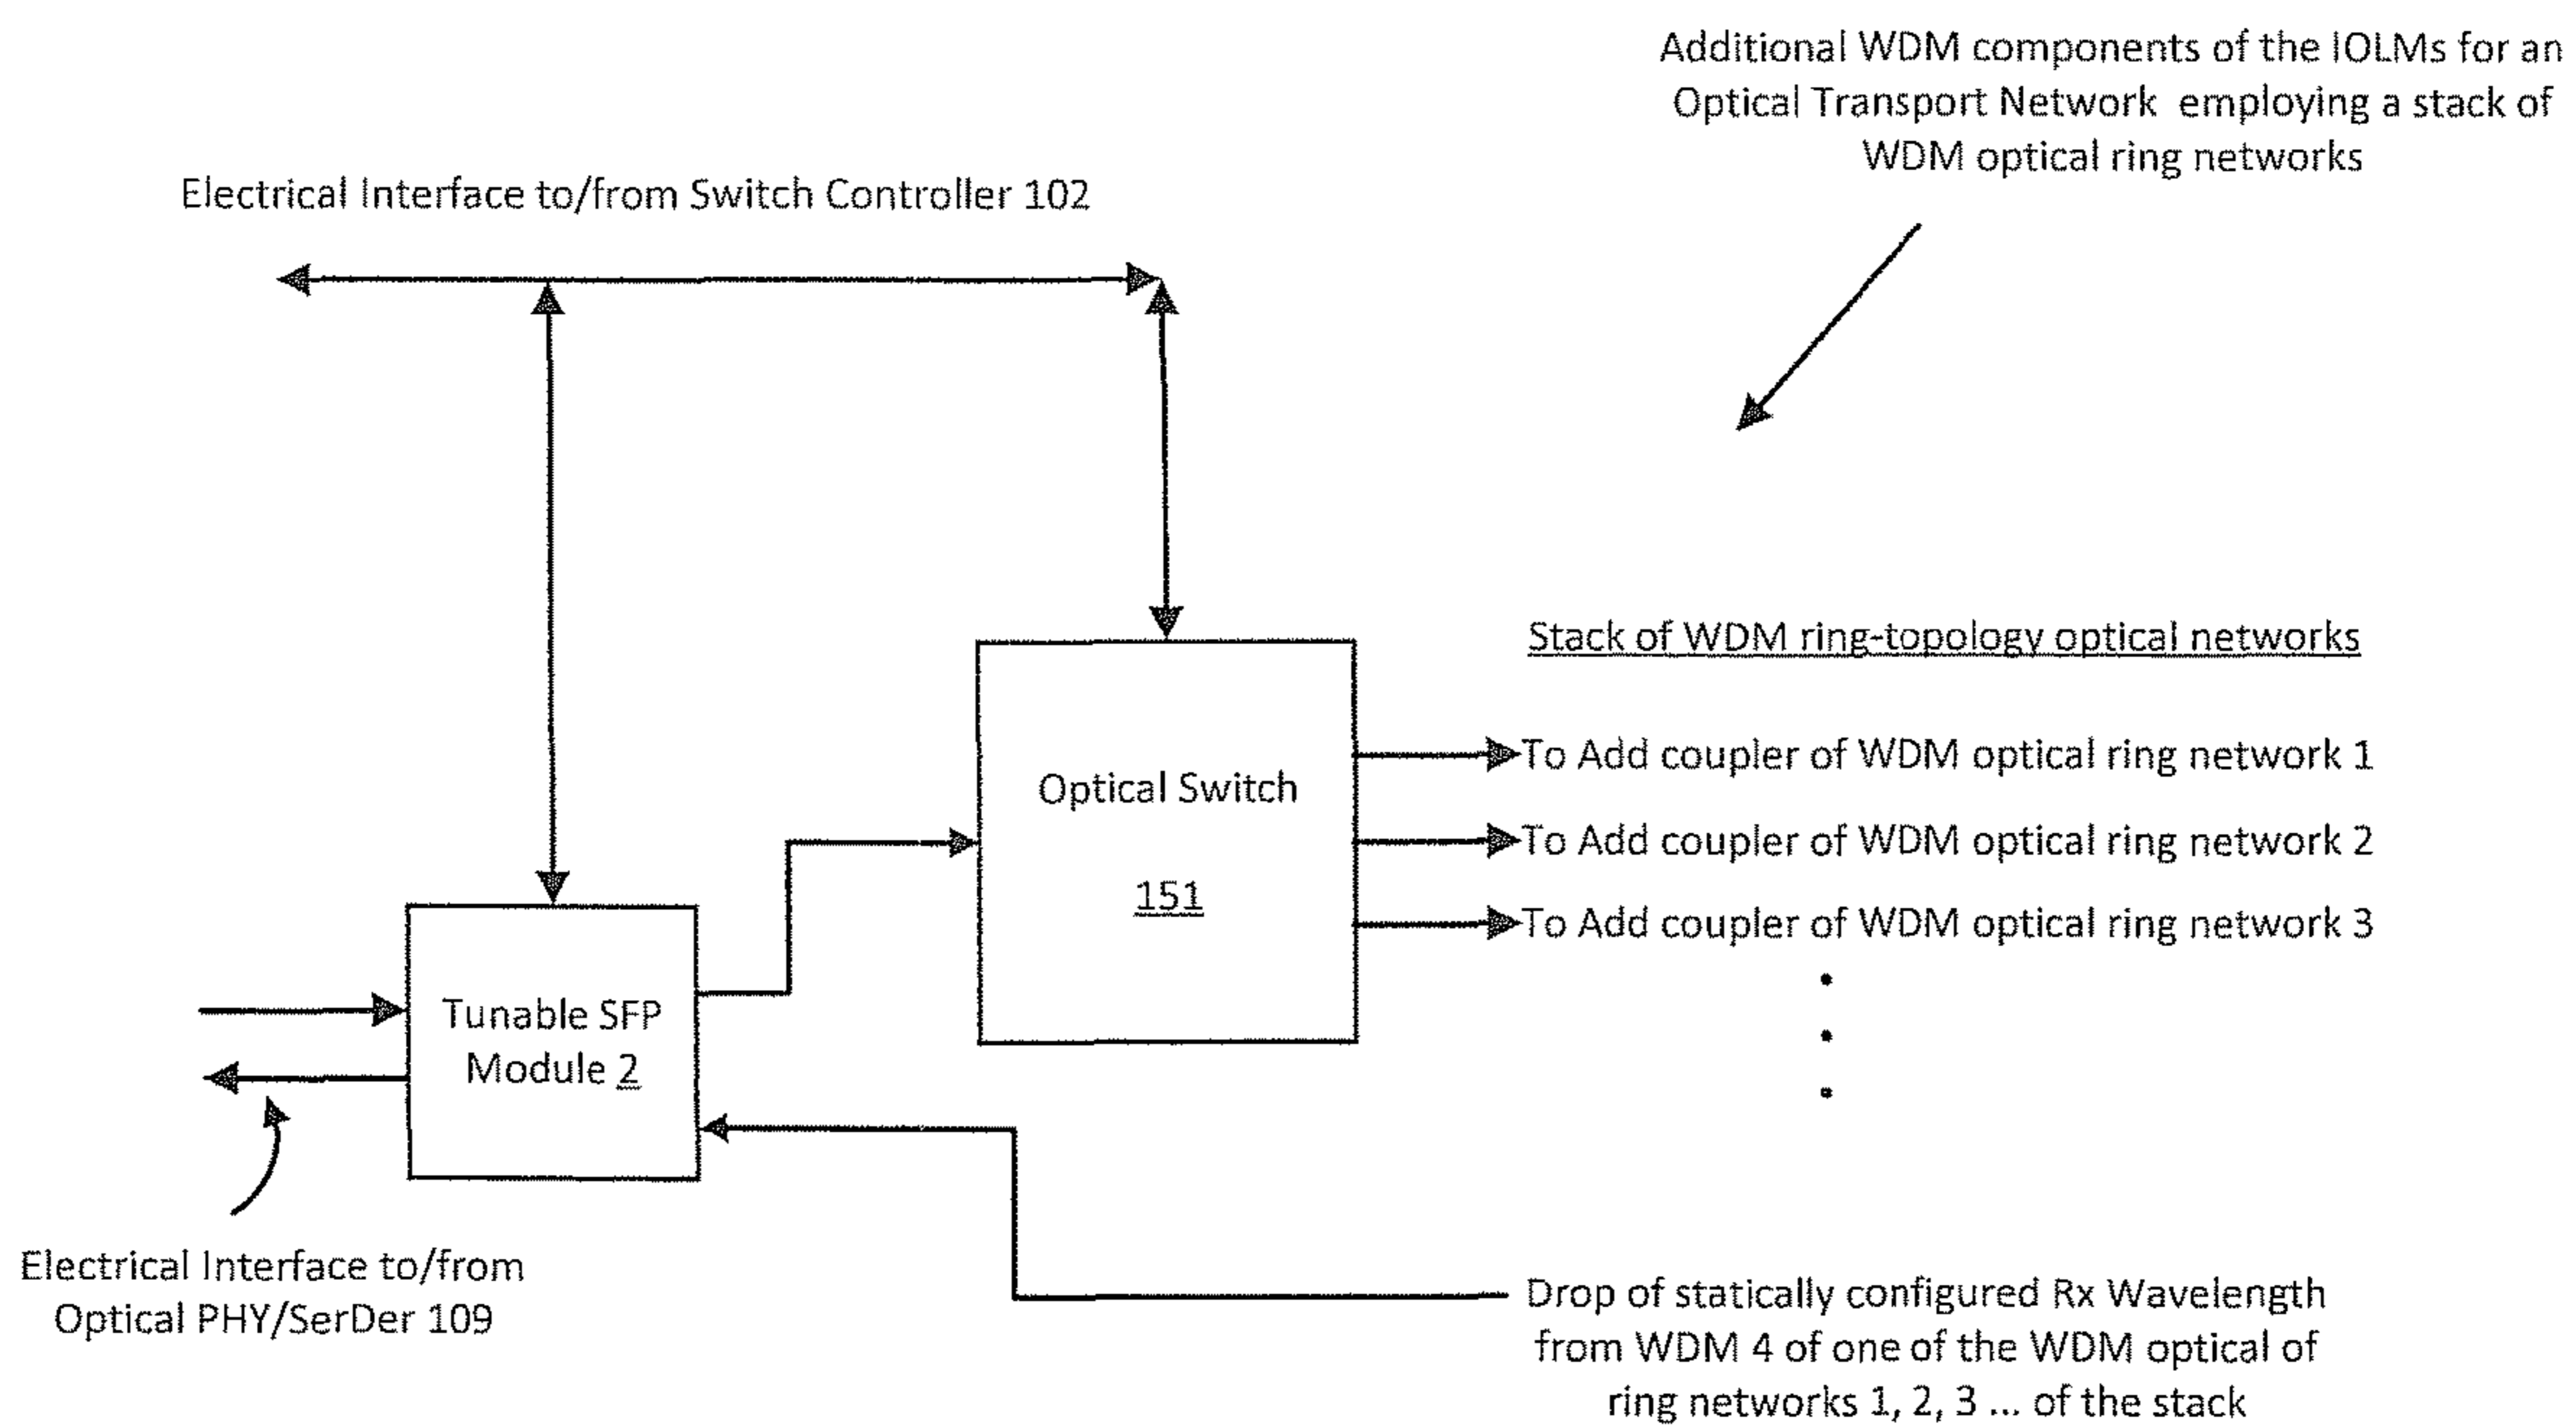 Additional WDM components of the IOLMs for an
Optical Transport Network employing a stack of
WDM optical ring networks
Electrical Interface to/from Switch Controller 102
Stack of WDM ring-topology optical networks
Optical Switch
151
To Add coupler of WDM optical ring network 1
To Add coupler of WDM optical ring network 2
To Add coupler of WDM optical ring network 3
Tunable SFP
Module 2
Electrical Interface to/from
Optical PHY/SerDer 109
Drop of statically configured Rx Wavelength
from WDM 4 of one of the WDM optical of
ring networks 1, 2, 3 ... of the stack